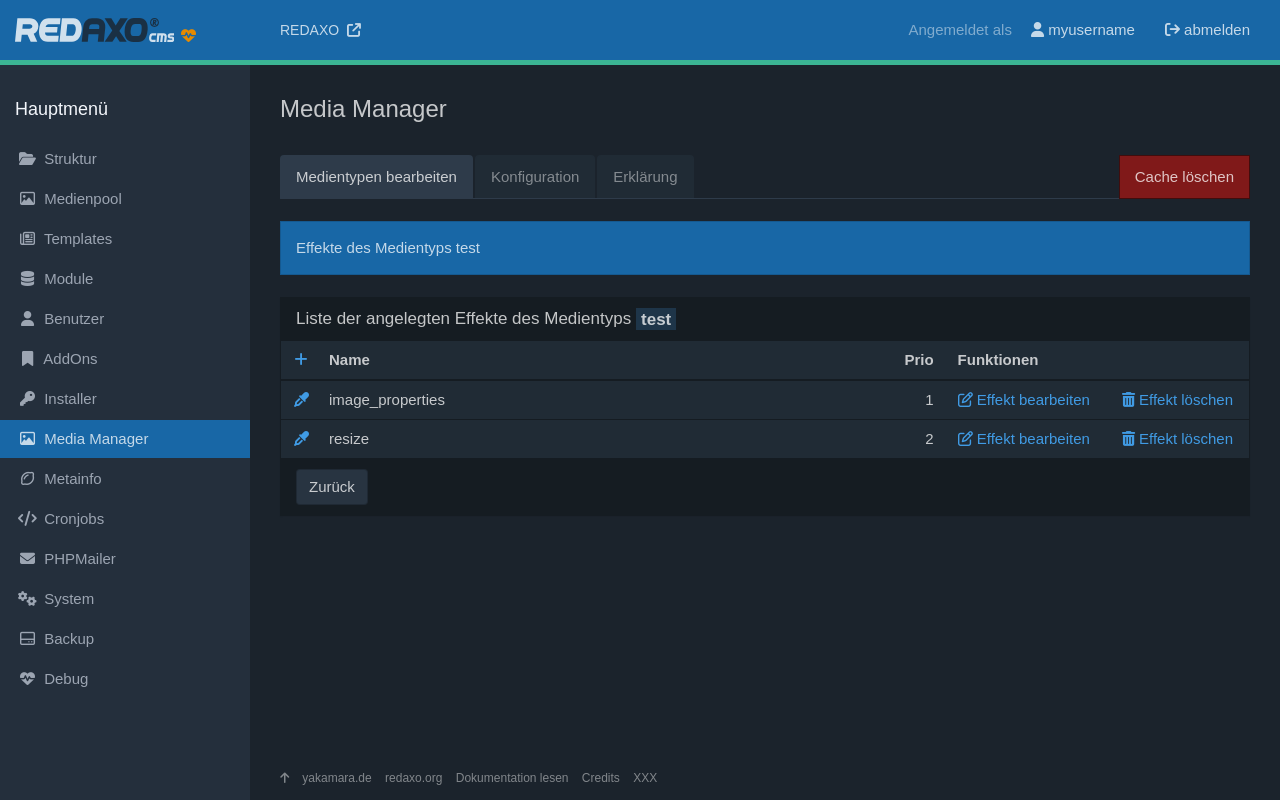 REDAXO® cms
REDAXO
Angemeldet als myusername abmelden
Hauptmenü
Struktur
Medienpool
Templates
Module
Benutzer
AddOns
Installer
Media Manager
Metainfo
Cronjobs
PHPMailer
System
Backup
Debug
Media Manager
Medientypen bearbeiten Konfiguration Erklärung Cache löschen
Effekte des Medientyps test
Liste der angelegten Effekte des Medientyps test
Name Prio Funktionen
image_properties 1 Effekt bearbeiten Effekt löschen
resize 2 Effekt bearbeiten Effekt löschen
Zurück
yakamara.de redaxo.org Dokumentation lesen Credits XXX